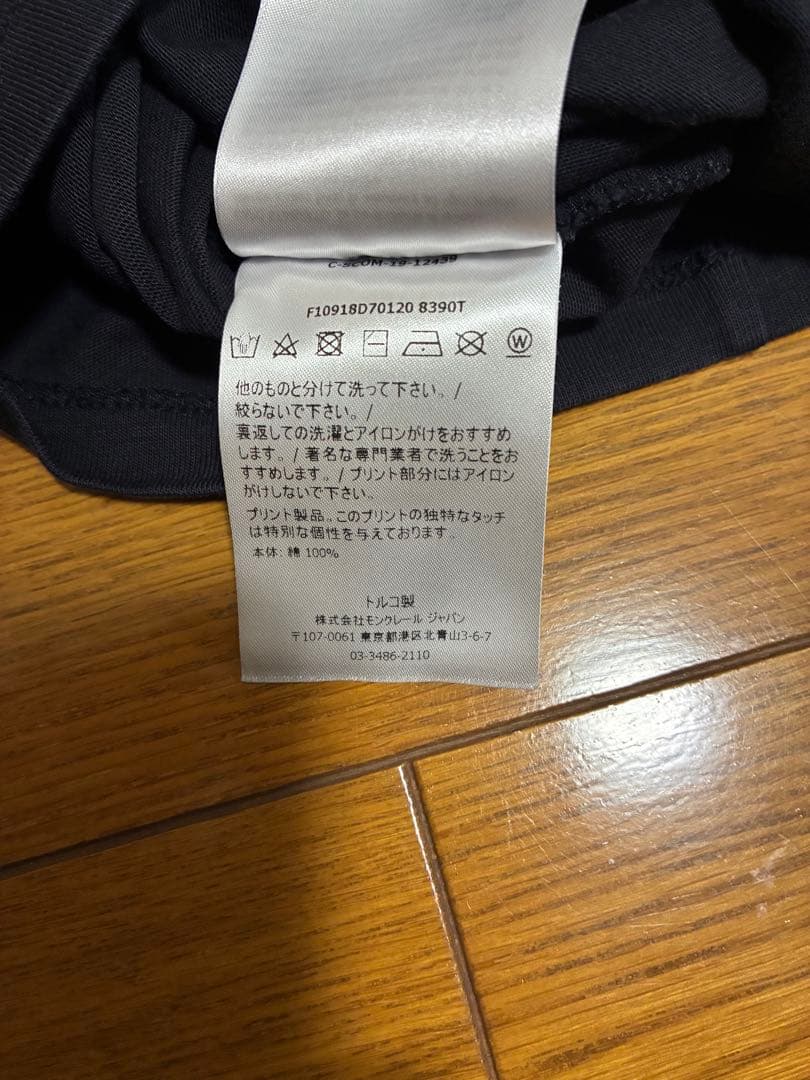 C-SCOM-19-12439
F10918D70120 8390T
W
他のものと分けて洗って下さい。/
絞らないで下さい。/
裏返しての洗濯とアイロンがけをおすすめ
します。/ 著名な専門業者で洗うことをお
すすめします。/ プリント部分にはアイロン
がけしないで下さい。
プリント製品。このプリントの独特なタッチ
は特別な個性を与えております。
本体: 綿 100%
トルコ製
株式会社モンクレール ジャパン
〒107-0061 東京都港区北青山3-6-7
03-3486-2110